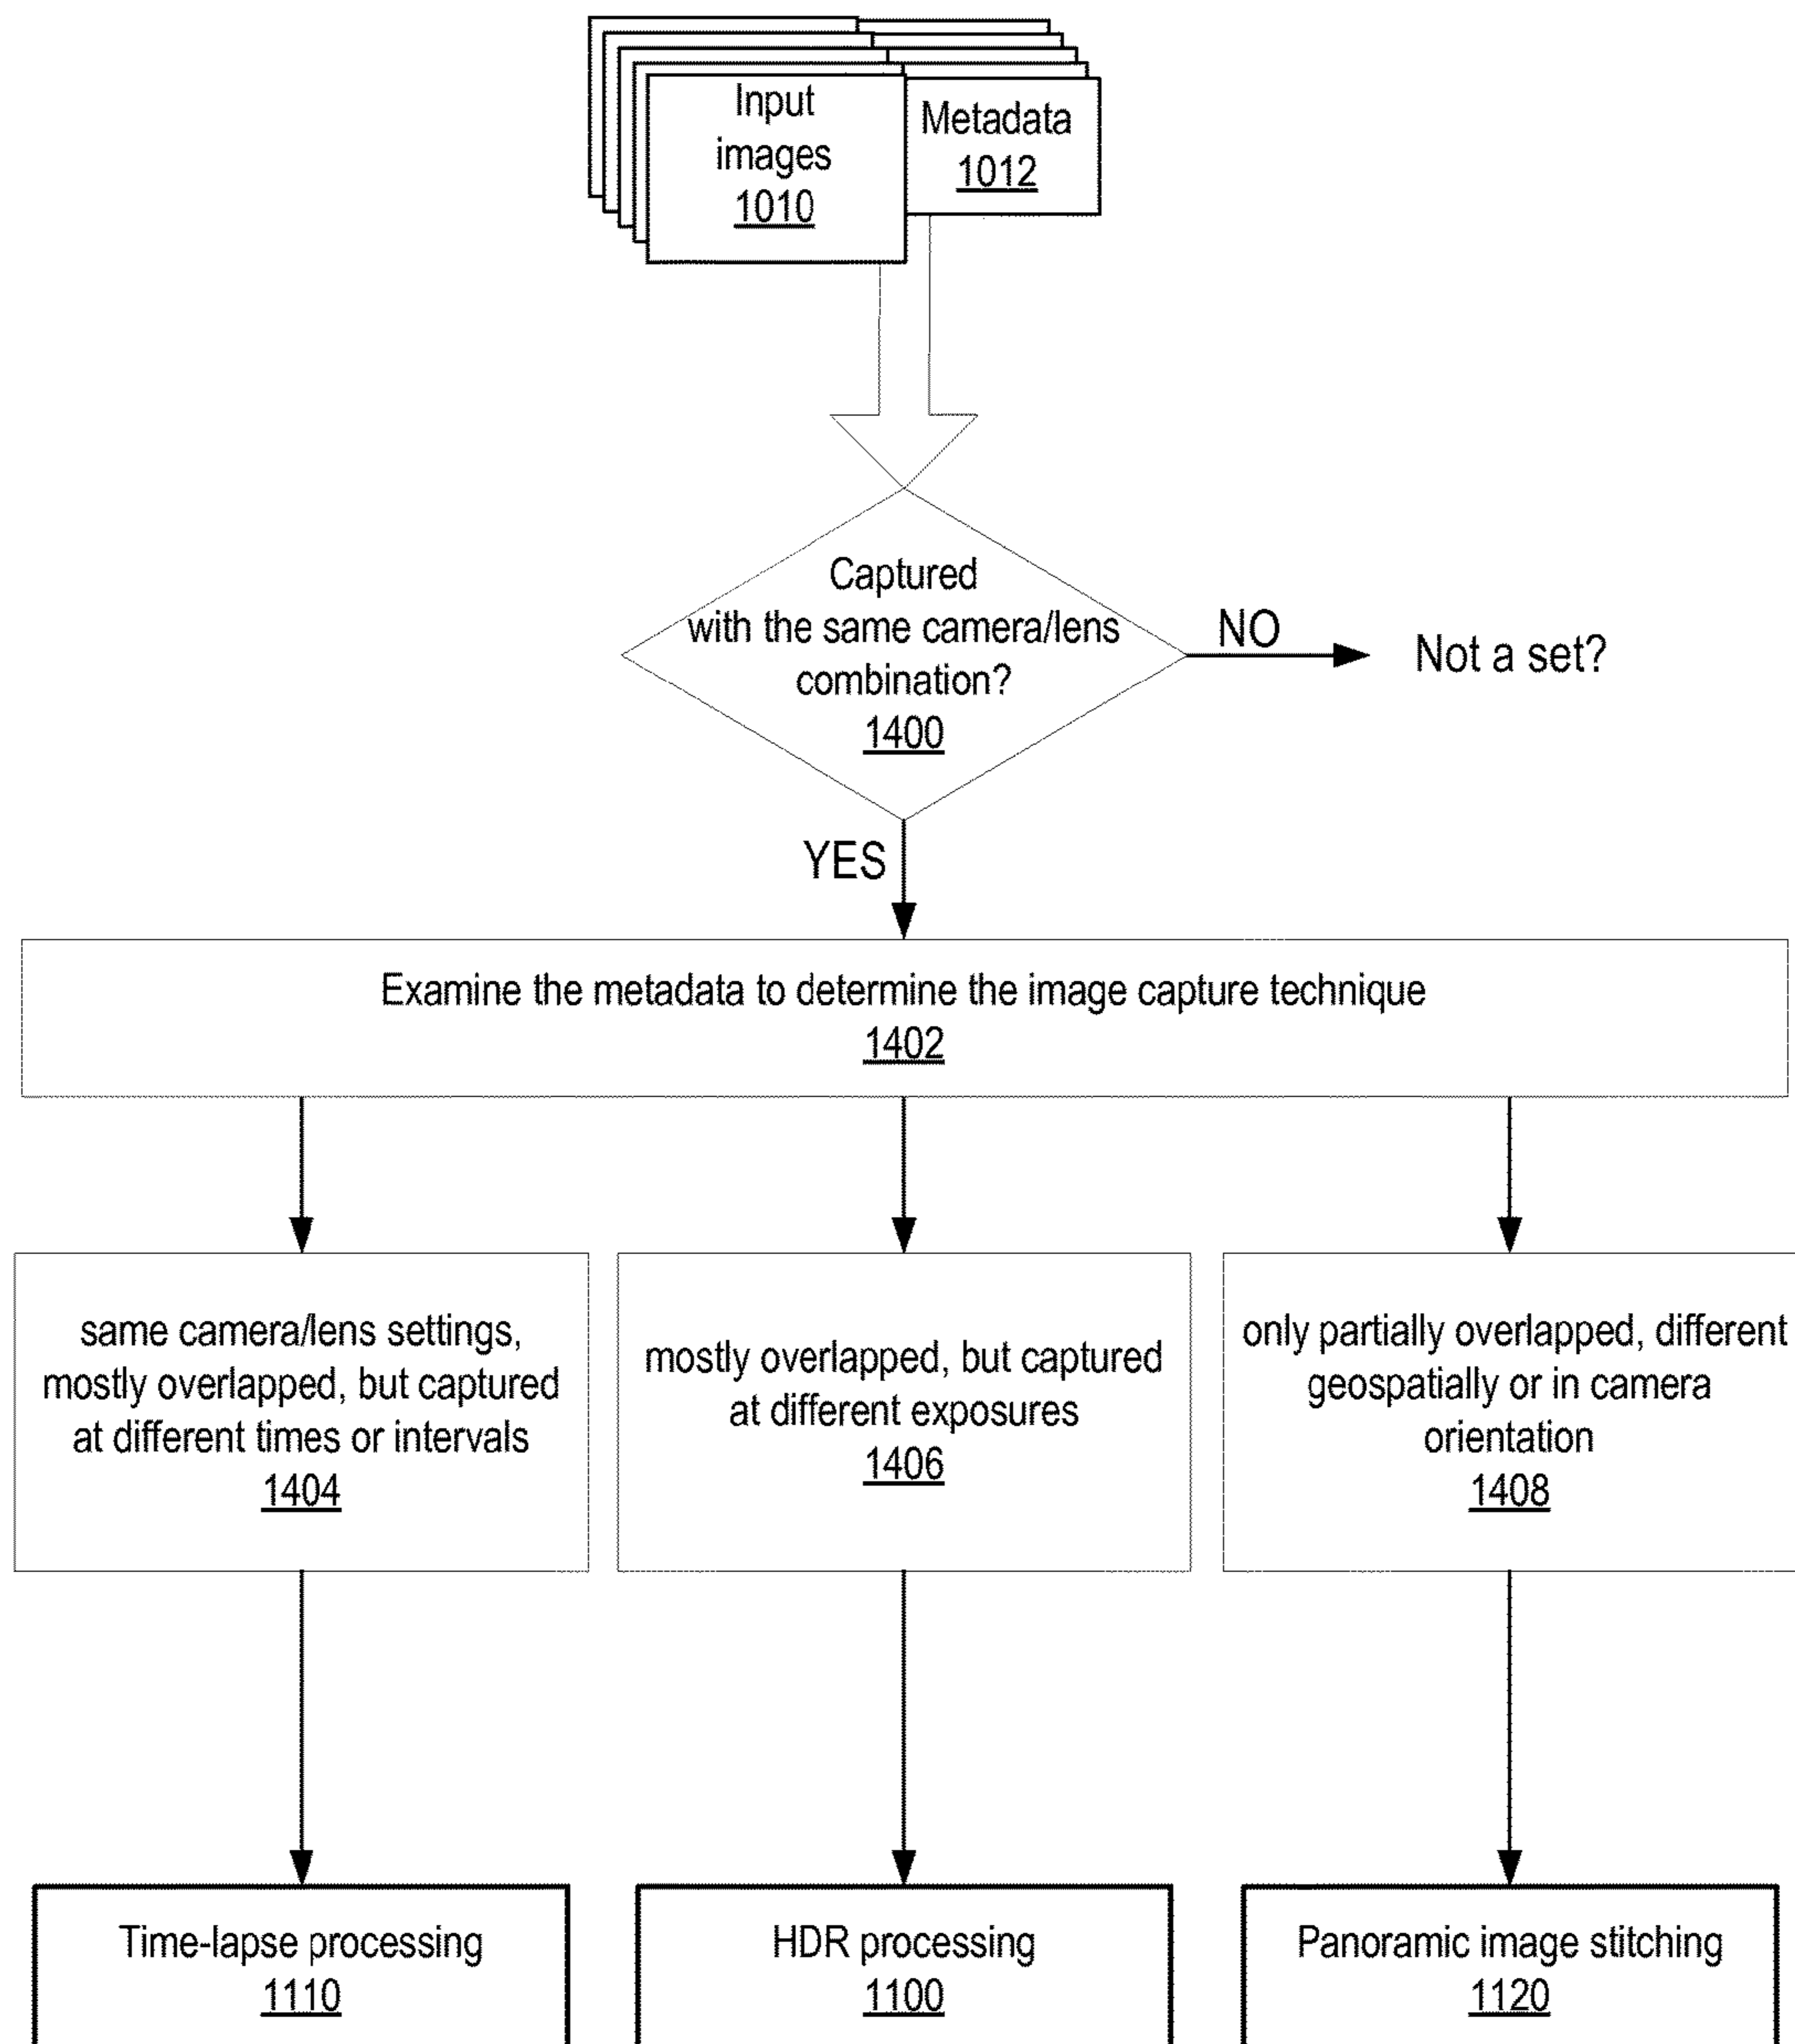 Input
images
1010
Metadata
1012
Captured
with the same camera/lens
combination?
1400
NO
Not a set?
YES
Examine the metadata to determine the image capture technique
1402
same camera/lens settings,
mostly overlapped, but captured
at different times or intervals
1404
mostly overlapped, but captured
at different exposures
1406
only partially overlapped, different
geospatially or in camera
orientation
1408
Time-lapse processing
1110
HDR processing
1100
Panoramic image stitching
1120